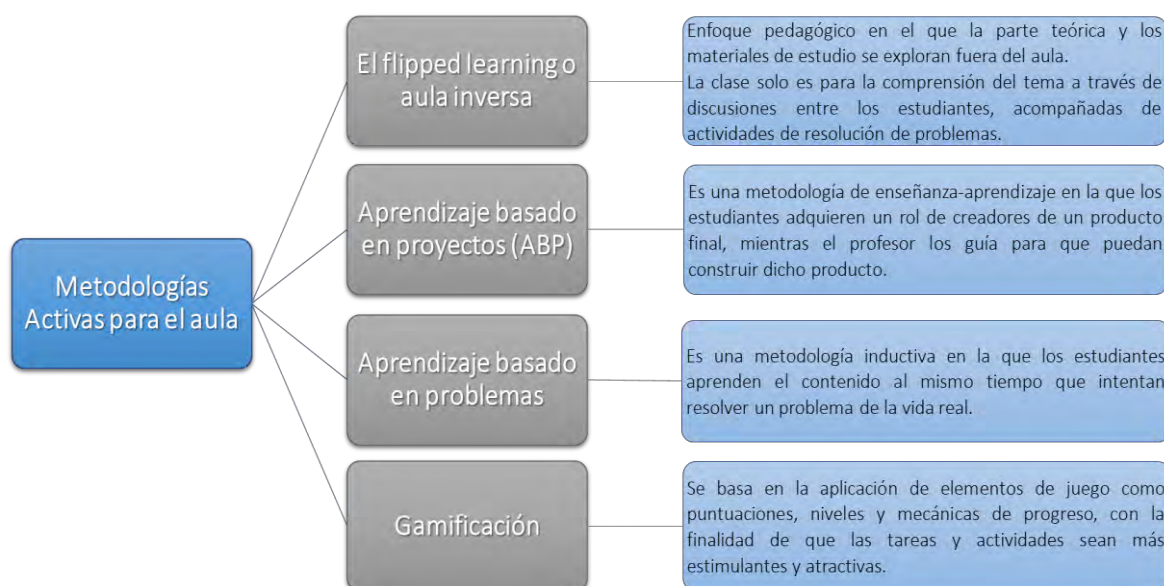 Metodologías
Activas para el aula
El flipped learning o
aula inversa
Enfoque pedagógico en el que la parte teórica y los
materiales de estudio se exploran fuera del aula.
La clase solo es para la comprensión del tema a través de
discusiones entre los estudiantes, acompañadas de
actividades de resolución de problemas.
Aprendizaje basado
en proyectos (ABP)
Es una metodología de enseñanza-aprendizaje en la que los
estudiantes adquieren un rol de creadores de un producto
final, mientras el profesor los guía para que puedan
construir dicho producto.
Aprendizaje basado
en problemas
Es una metodología inductiva en la que los estudiantes
aprenden el contenido al mismo tiempo que intentan
resolver un problema de la vida real.
Gamificación
Se basa en la aplicación de elementos de juego como
puntuaciones, niveles y mecánicas de progreso, con la
finalidad de que las tareas y actividades sean más
estimulantes y atractivas.